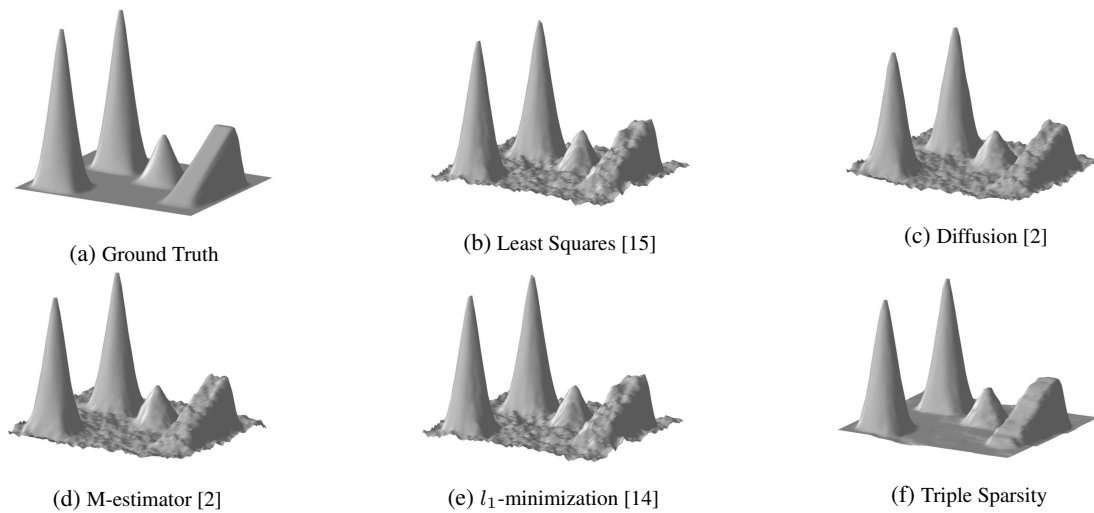 (a) Ground Truth
(b) Least Squares [15]
(c) Diffusion [2]
(d) M-estimator [2]
(e) l₁-minimization [14]
(f) Triple Sparsity